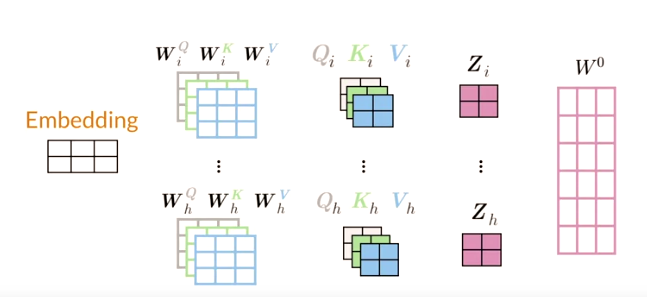 W_i^Q W_i^K W_i^V
Q_i K_i V_i
Z_i
W^0
Embedding
⋮ ⋮ ⋮
W_h^Q W_h^K W_h^V
Q_h K_h V_h
Z_h